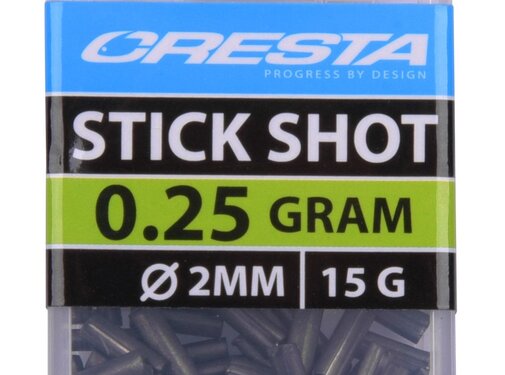 CRESTA
PROGRESS BY DESIGN
STICK SHOT
0.25 GRAM
Ø 2MM | 15 G